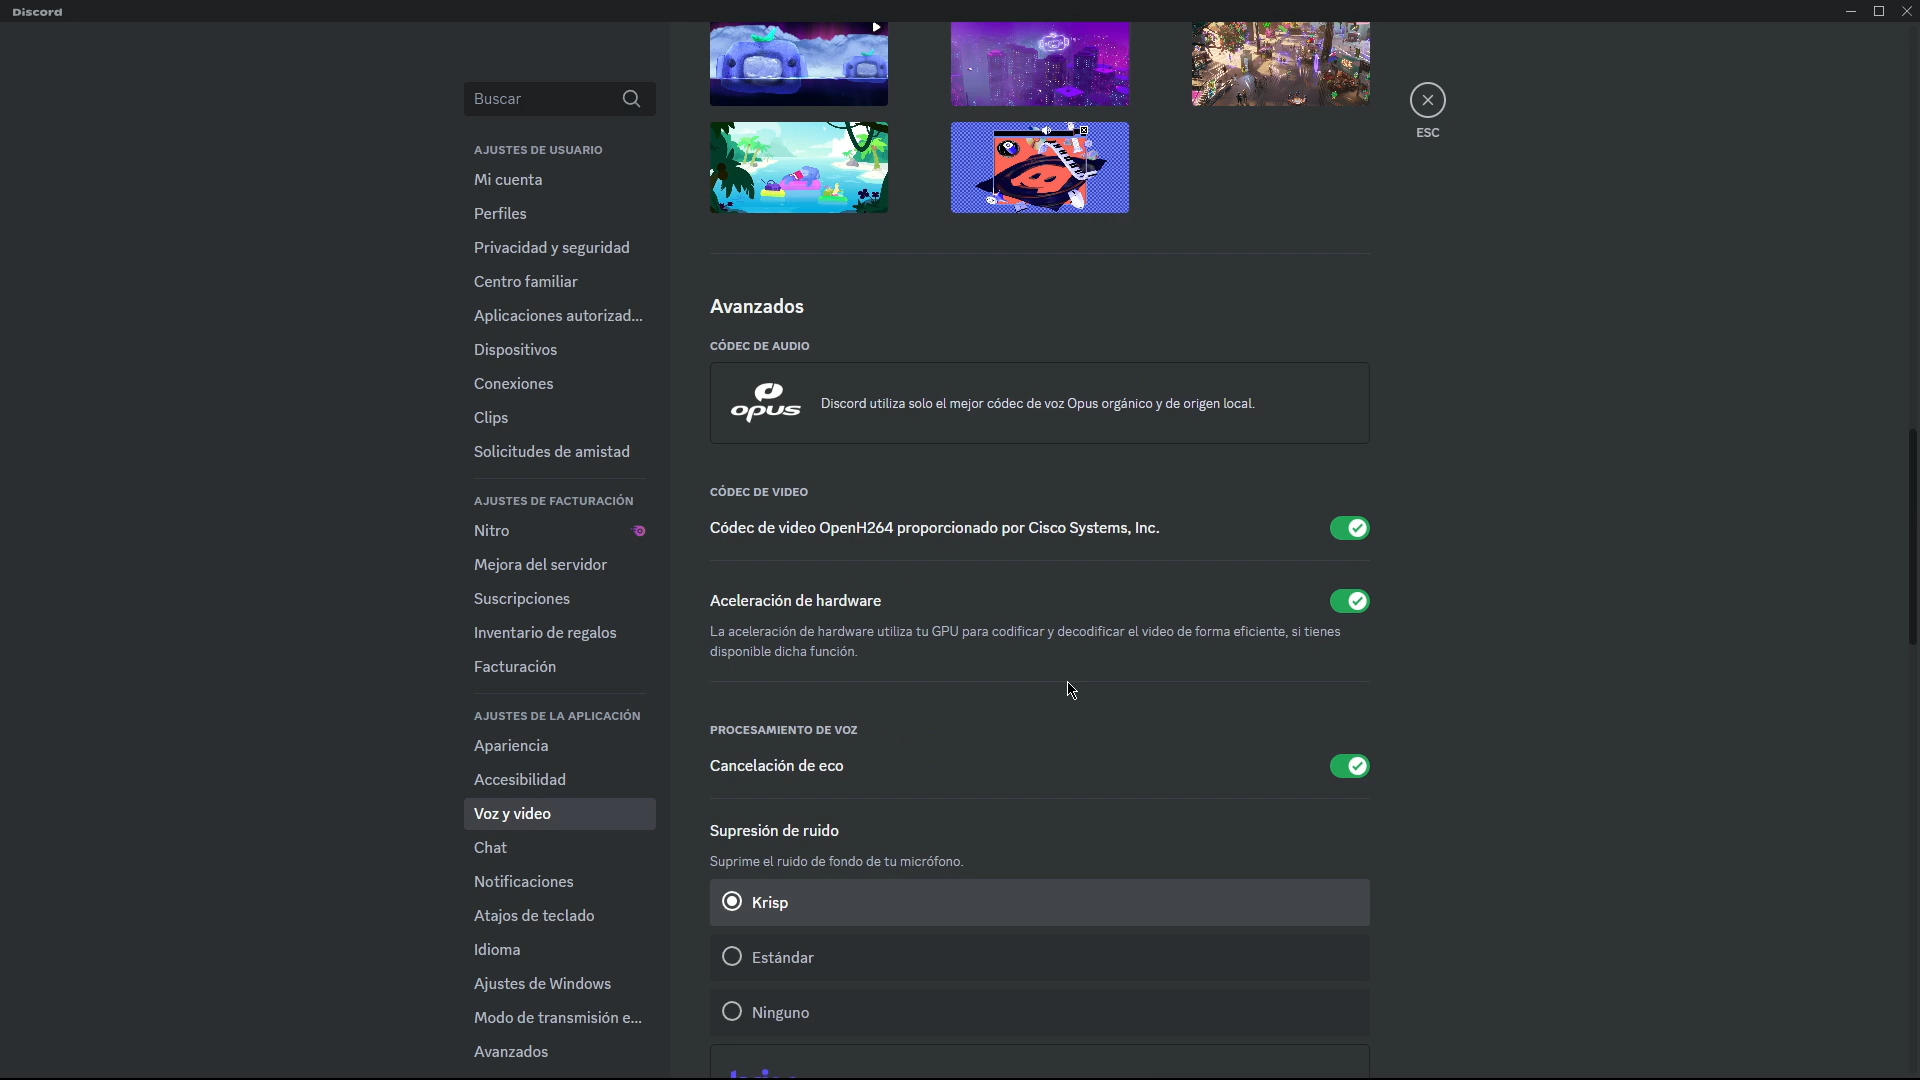 Discord
Buscar
ESC
AJUSTES DE USUARIO
Mi cuenta
Perfiles
Privacidad y seguridad
Centro familiar
Aplicaciones autorizad...
Dispositivos
Conexiones
Clips
Solicitudes de amistad
AJUSTES DE FACTURACIÓN
Nitro
Mejora del servidor
Suscripciones
Inventario de regalos
Facturación
AJUSTES DE LA APLICACIÓN
Apariencia
Accesibilidad
Voz y video
Chat
Notificaciones
Atajos de teclado
Idioma
Ajustes de Windows
Modo de transmisión e...
Avanzados
Avanzados
CÓDEC DE AUDIO
opus
Discord utiliza solo el mejor códec de voz Opus orgánico y de origen local.
CÓDEC DE VIDEO
Códec de video OpenH264 proporcionado por Cisco Systems, Inc.
Aceleración de hardware
La aceleración de hardware utiliza tu GPU para codificar y decodificar el video de forma eficiente, si tienes
disponible dicha función.
PROCESAMIENTO DE VOZ
Cancelación de eco
Supresión de ruido
Suprime el ruido de fondo de tu micrófono.
Krisp
Estándar
Ninguno